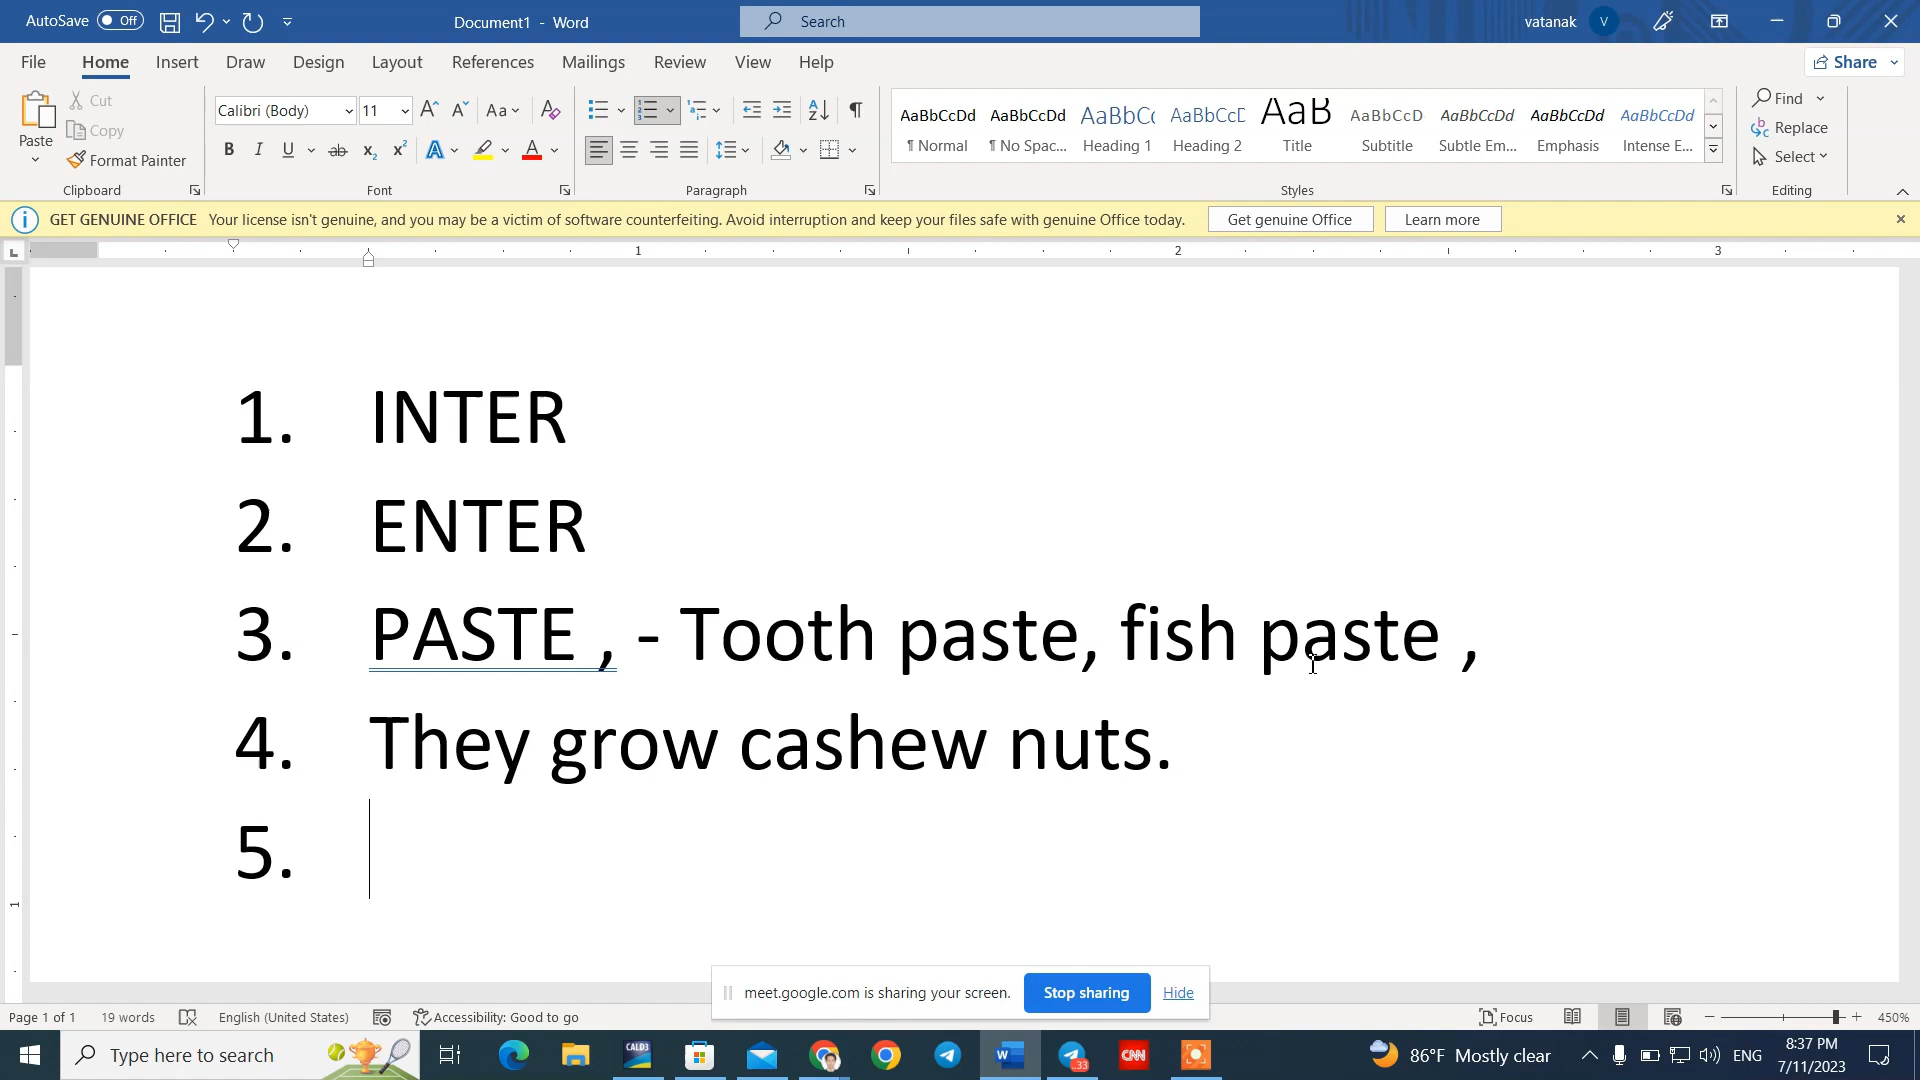 AutoSave Off Document1 - Word Search vatanak V
File Home Insert Draw Design Layout References Mailings Review View Help Share
Paste Cut Copy Format Painter Clipboard
Calibri (Body) 11 Aa Font
Paragraph
AaBbCcDd AaBbCcDd AaBbCc AaBbCcD AaB AaBbCcD AaBbCcDd AaBbCcDd AaBbCcDd
¶ Normal ¶ No Spac... Heading 1 Heading 2 Title Subtitle Subtle Em... Emphasis Intense E...
Styles
Find Replace Select Editing
GET GENUINE OFFICE Your license isn't genuine, and you may be a victim of software counterfeiting. Avoid interruption and keep your files safe with genuine Office today. Get genuine Office Learn more
1 2 3
1. INTER
2. ENTER
3. PASTE , - Tooth paste, fish paste ,
4. They grow cashew nuts.
5.
meet.google.com is sharing your screen. Stop sharing Hide
Page 1 of 1 19 words English (United States) Accessibility: Good to go Focus 450%
Type here to search CALD3 33 CNN 86°F Mostly clear ENG 8:37 PM
7/11/2023